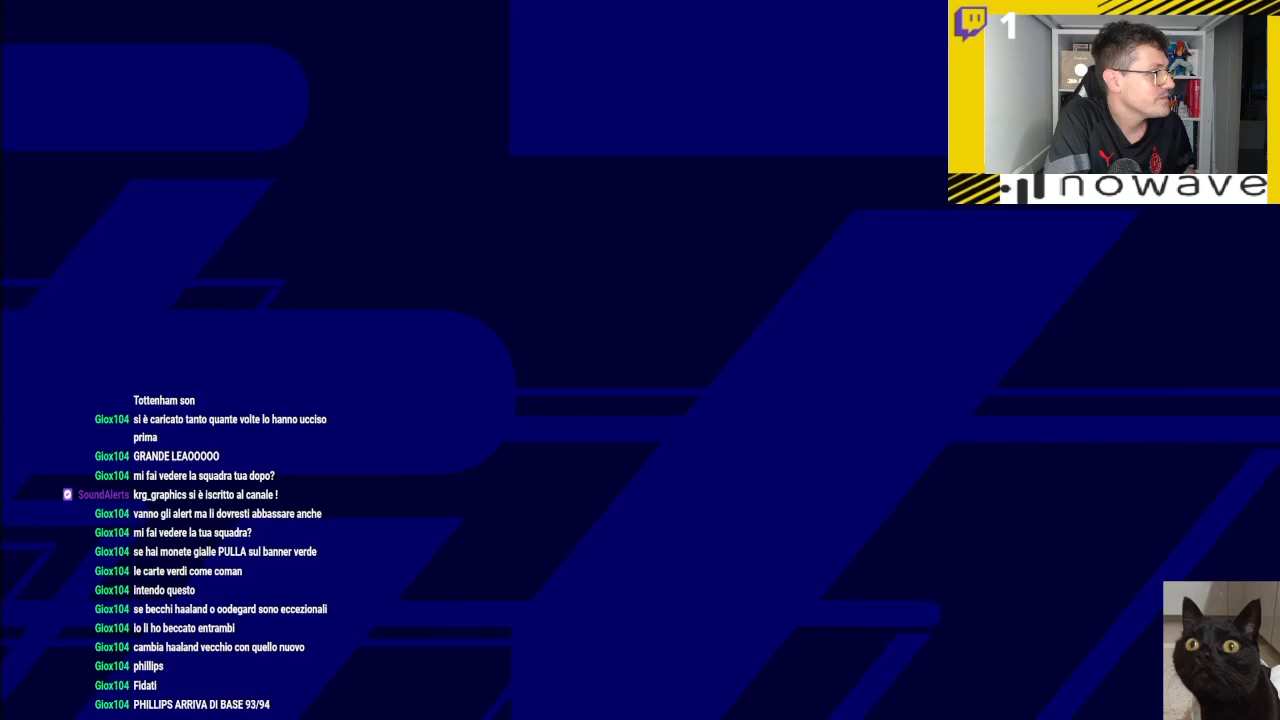 1
nowave
Tottenham son
Giox104 si è caricato tanto quante volte lo hanno ucciso
prima
Giox104 GRANDE LEAOOOOO
Giox104 mi fai vedere la squadra tua dopo?
SoundAlerts krg_graphics si è iscritto al canale !
Giox104 vanno gli alert ma li dovresti abbassare anche
Giox104 mi fai vedere la tua squadra?
Giox104 se hai monete gialle PULLA sul banner verde
Giox104 le carte verdi come coman
Giox104 Intendo questo
Giox104 se becchi haaland o oodegard sono eccezionali
Giox104 Io li ho beccato entrambi
Giox104 cambia haaland vecchio con quello nuovo
Giox104 phillips
Giox104 Fidati
Giox104 PHILLIPS ARRIVA DI BASE 93/94